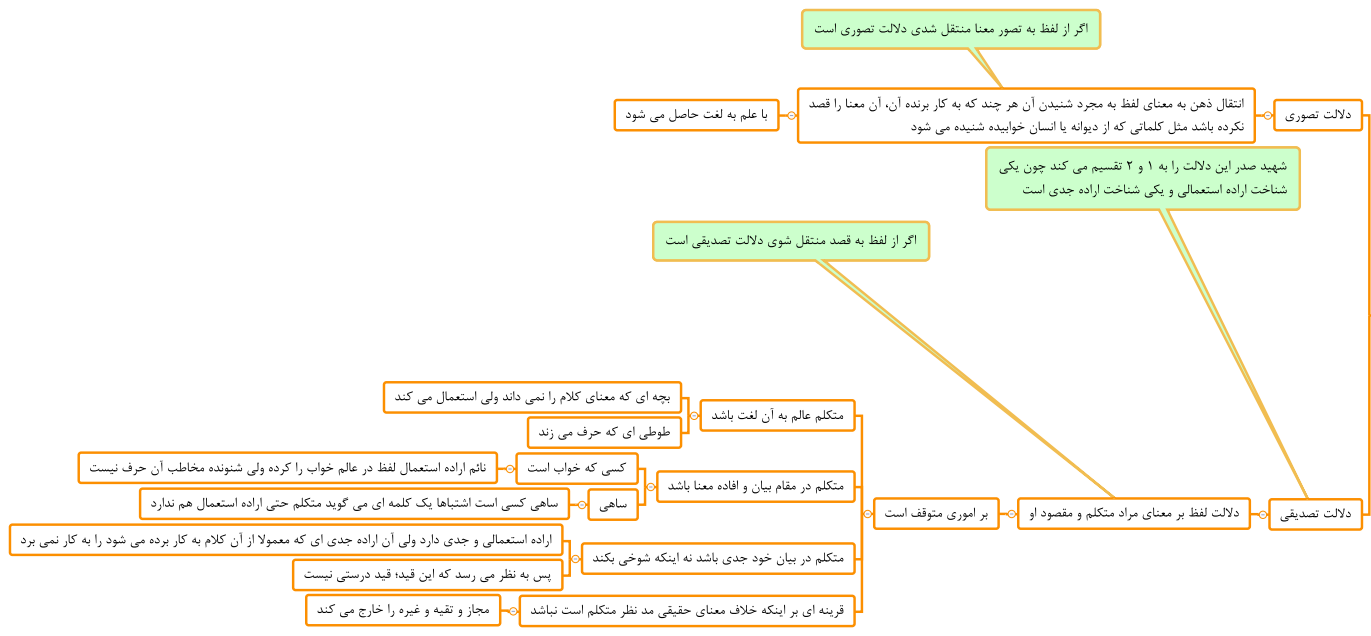 اگر از لفظ به تصور معنا منتقل شدی دلالت تصوری است
دلالت تصوری
انتقال ذهن به معنای لفظ به مجرد شنیدن آن هر چند که به کار برنده آن، آن معنا را قصد
نکرده باشد مثل کلماتی که از دیوانه یا انسان خوابیده شنیده می شود
با علم به لغت حاصل می شود
شهید صدر این دلالت را به ۱ و ۲ تقسیم می کند چون یکی
شناخت اراده استعمالی و یکی شناخت اراده جدی است
اگر از لفظ به قصد منتقل شوی دلالت تصدیقی است
دلالت تصدیقی
دلالت لفظ بر معنای مراد متکلم و مقصود او
بر اموری متوقف است
متکلم عالم به آن لغت باشد
بچه ای که معنای کلام را نمی داند ولی استعمال می کند
طوطی ای که حرف می زند
متکلم در مقام بیان و افاده معنا باشد
کسی که خواب است
نائم اراده استعمال لفظ در عالم خواب را کرده ولی شنونده مخاطب آن حرف نیست
ساهی
ساهی کسی است اشتباها یک کلمه ای می گوید متکلم حتی اراده استعمال هم ندارد
متکلم در بیان خود جدی باشد نه اینکه شوخی بکند
اراده استعمالی و جدی دارد ولی آن اراده جدی ای که معمولا از آن کلام به کار برده می شود را به کار نمی برد
پس به نظر می رسد که این قید؛ قید درستی نیست
قرینه ای بر اینکه خلاف معنای حقیقی مد نظر متکلم است نباشد
مجاز و تقیه و غیره را خارج می کند